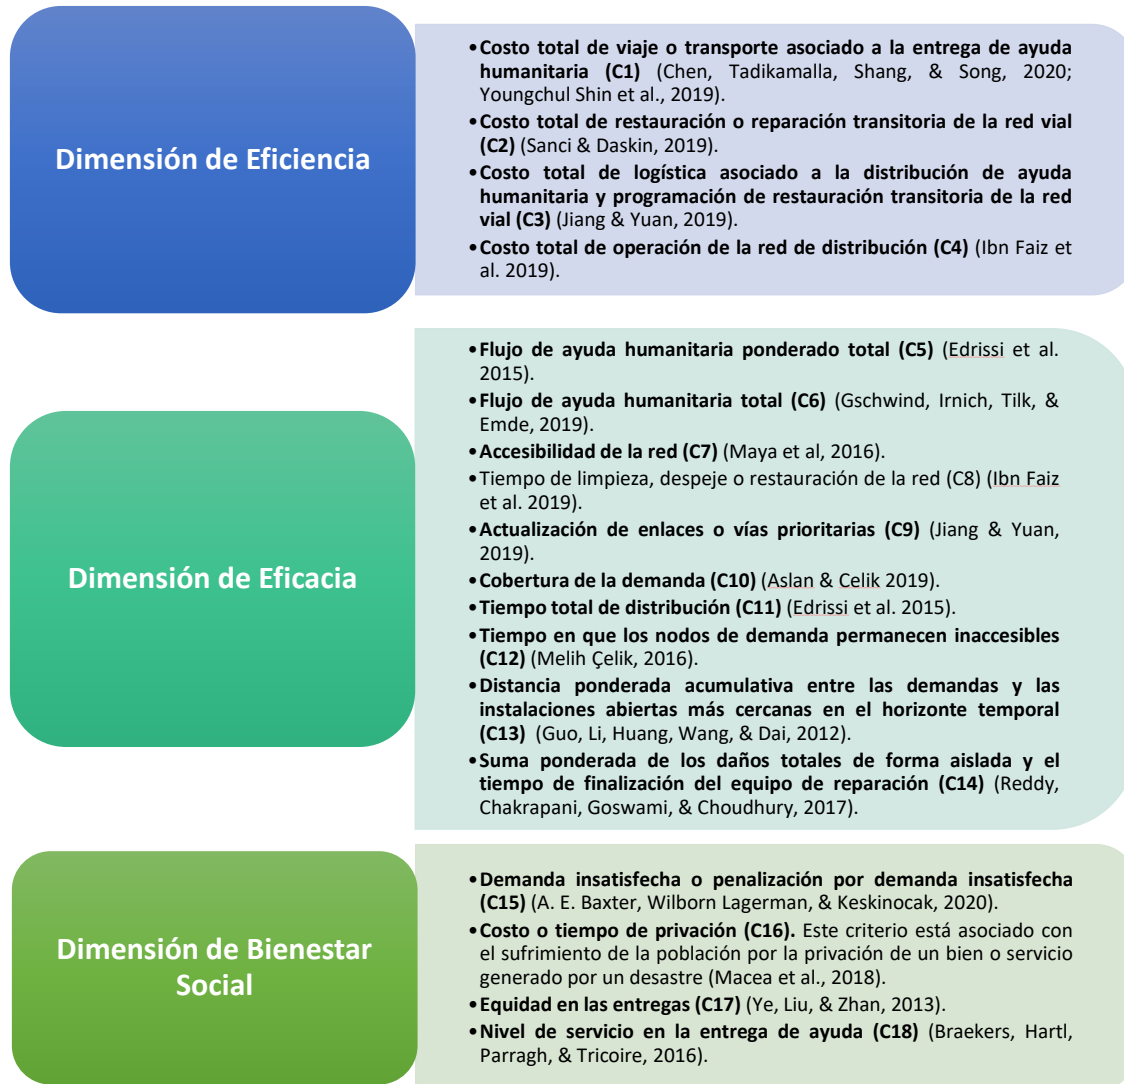 Dimensión de Eficiencia
•Costo total de viaje o transporte asociado a la entrega de ayuda
humanitaria (C1) (Chen, Tadikamalla, Shang, & Song, 2020;
Youngchul Shin et al., 2019).
•Costo total de restauración o reparación transitoria de la red vial
(C2) (Sanci & Daskin, 2019).
•Costo total de logística asociado a la distribución de ayuda
humanitaria y programación de restauración transitoria de la red
vial (C3) (Jiang & Yuan, 2019).
•Costo total de operación de la red de distribución (C4) (Ibn Faiz et
al. 2019).
Dimensión de Eficacia
•Flujo de ayuda humanitaria ponderado total (C5) (Edrissi et al.
2015).
•Flujo de ayuda humanitaria total (C6) (Gschwind, Irnich, Tilk, &
Emde, 2019).
•Accesibilidad de la red (C7) (Maya et al, 2016).
•Tiempo de limpieza, despeje o restauración de la red (C8) (Ibn Faiz
et al. 2019).
•Actualización de enlaces o vías prioritarias (C9) (Jiang & Yuan,
2019).
•Cobertura de la demanda (C10) (Aslan & Celik 2019).
•Tiempo total de distribución (C11) (Edrissi et al. 2015).
•Tiempo en que los nodos de demanda permanecen inaccesibles
(C12) (Melih Çelik, 2016).
•Distancia ponderada acumulativa entre las demandas y las
instalaciones abiertas más cercanas en el horizonte temporal
(C13) (Guo, Li, Huang, Wang, & Dai, 2012).
•Suma ponderada de los daños totales de forma aislada y el
tiempo de finalización del equipo de reparación (C14) (Reddy,
Chakrapani, Goswami, & Choudhury, 2017).
Dimensión de Bienestar
Social
•Demanda insatisfecha o penalización por demanda insatisfecha
(C15) (A. E. Baxter, Wilborn Lagerman, & Keskinocak, 2020).
•Costo o tiempo de privación (C16). Este criterio está asociado con
el sufrimiento de la población por la privación de un bien o servicio
generado por un desastre (Macea et al., 2018).
•Equidad en las entregas (C17) (Ye, Liu, & Zhan, 2013).
•Nivel de servicio en la entrega de ayuda (C18) (Braekers, Hartl,
Parragh, & Tricoire, 2016).